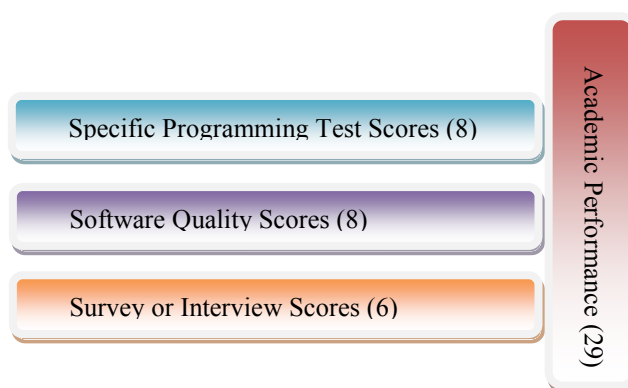 Specific Programming Test Scores (8)
Software Quality Scores (8)
Survey or Interview Scores (6)
Academic Performance (29)